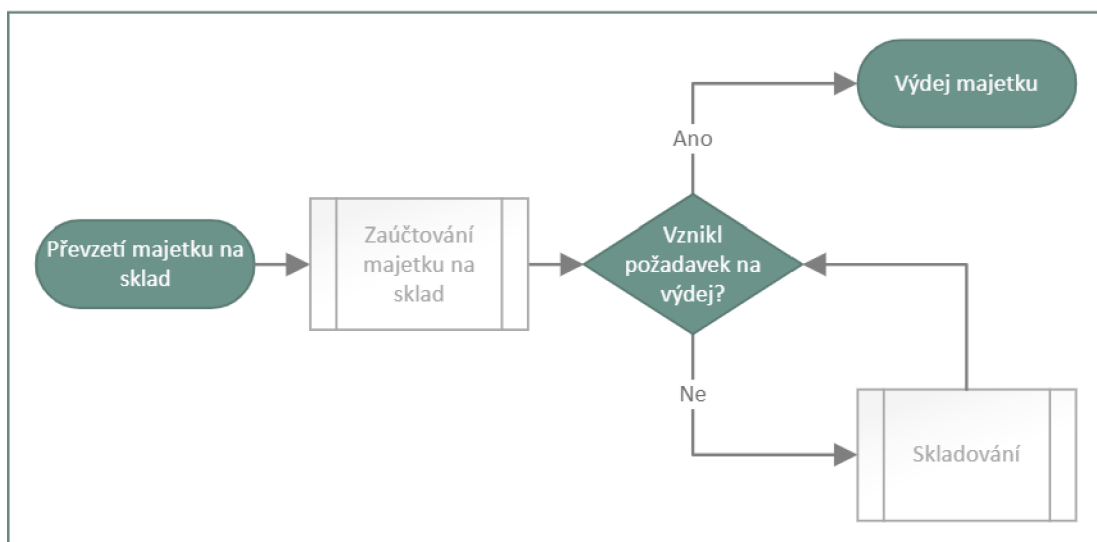 Výdej majetku
Ano
Převzetí majetku na
sklad
Zaúčtování
majetku na
sklad
Vznikl
požadavek na
výdej?
Ne
Skladování